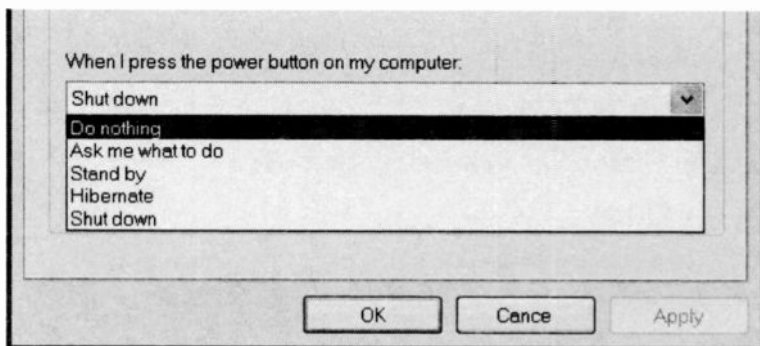 When I press the power button on my computer:
Shut down
Do nothing
Ask me what to do
Stand by
Hibernate
Shut down
OK Cance Apply